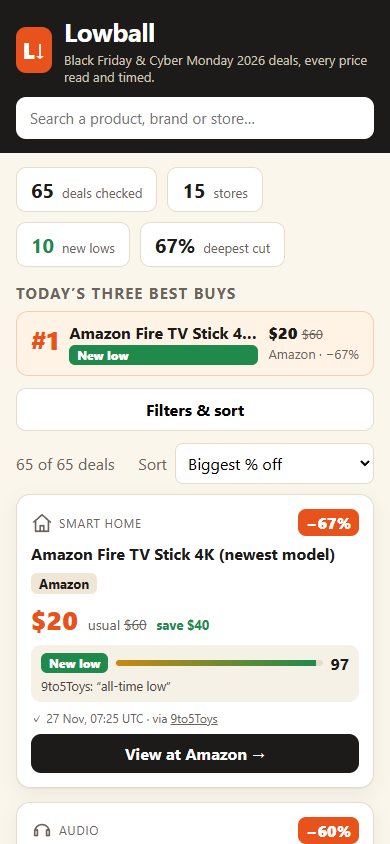 L↓
Lowball
Black Friday & Cyber Monday 2026 deals, every price
read and timed.
Search a product, brand or store...
65 deals checked
15 stores
10 new lows
67% deepest cut
TODAY'S THREE BEST BUYS
#1 Amazon Fire TV Stick 4... $20 $60
New low Amazon · −67%
Filters & sort
65 of 65 deals Sort Biggest % off
SMART HOME −67%
Amazon Fire TV Stick 4K (newest model)
Amazon
$20 usual $60 save $40
New low 97
9to5Toys: “all-time low”
✓ 27 Nov, 07:25 UTC · via 9to5Toys
View at Amazon →
AUDIO −60%